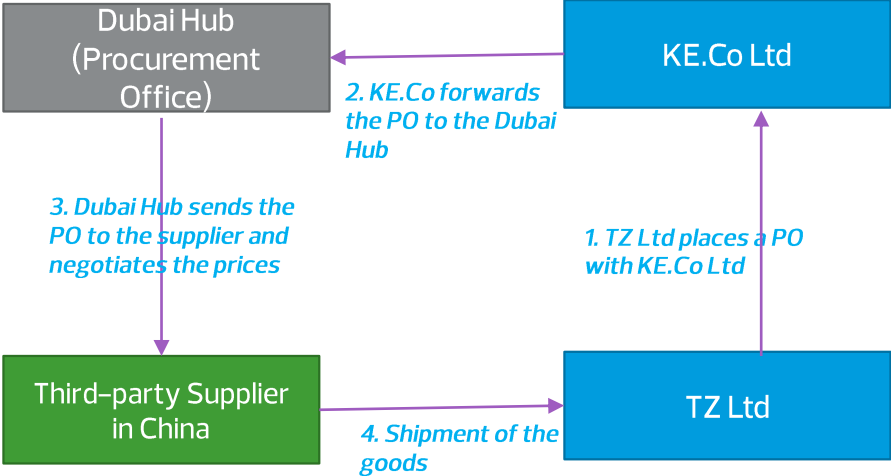 Dubai Hub
(Procurement
Office)
KE.Co Ltd
2. KE.Co forwards
the PO to the Dubai
Hub
3. Dubai Hub sends the
PO to the supplier and
negotiates the prices
1. TZ Ltd places a PO
with KE.Co Ltd
Third-party Supplier
in China
TZ Ltd
4. Shipment of the
goods